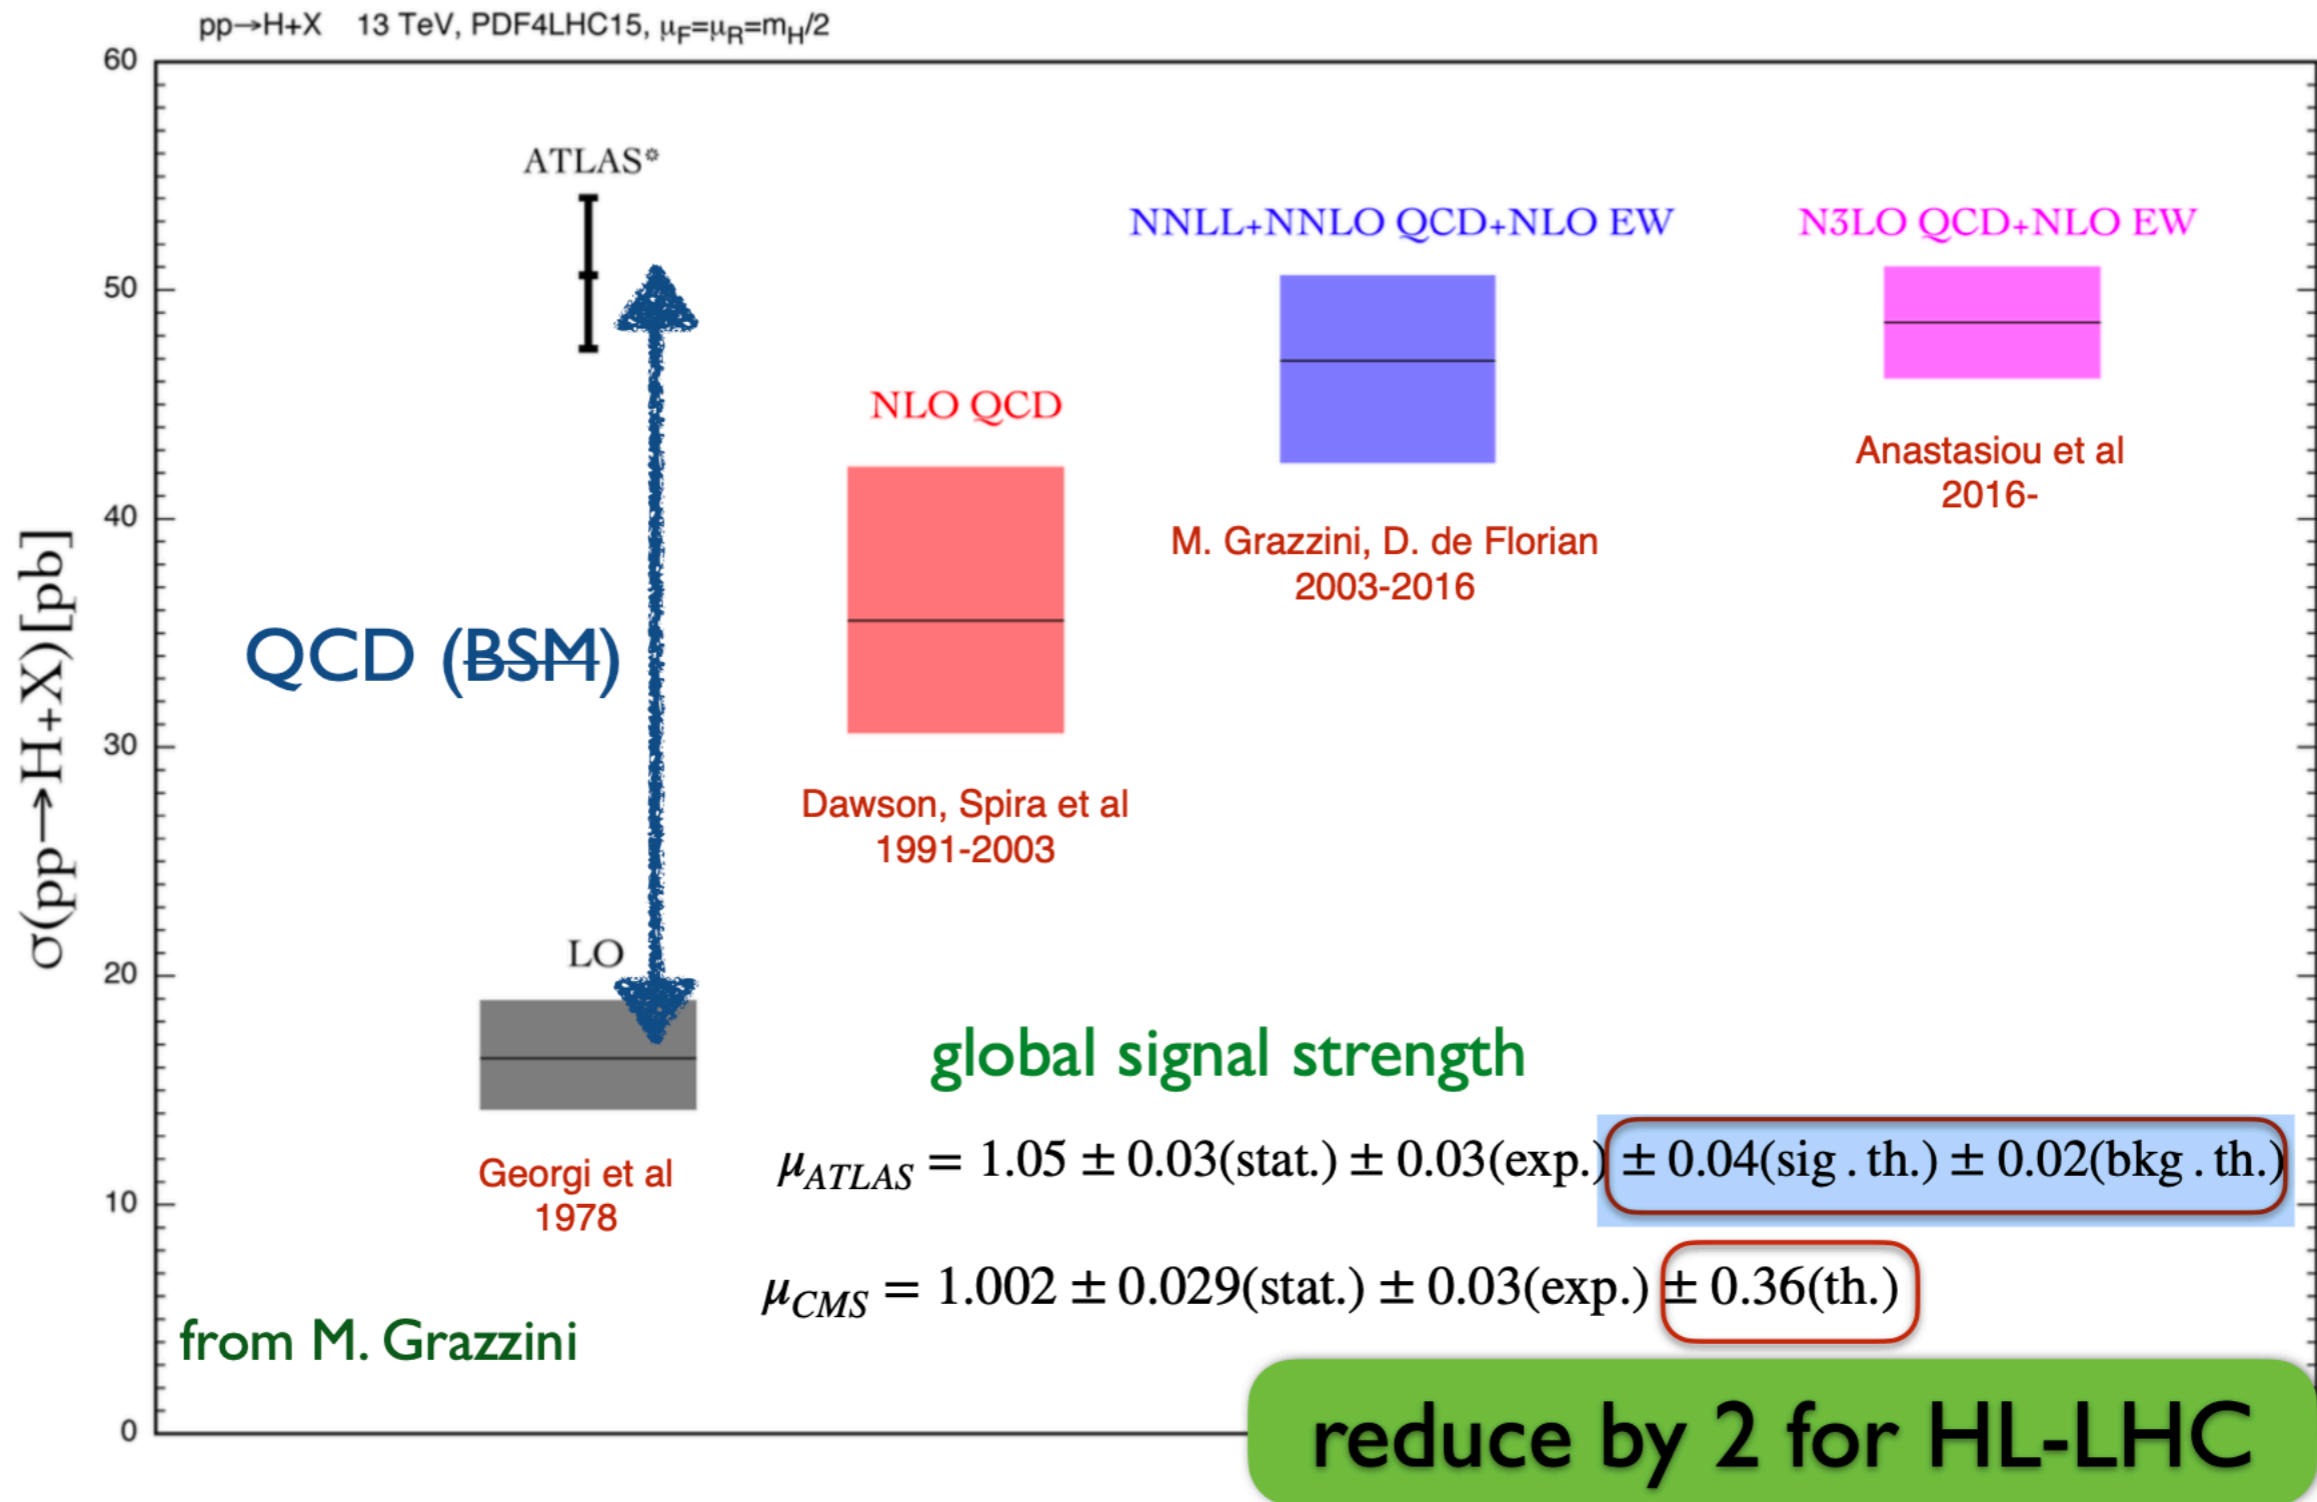 pp→H+X 13 TeV, PDF4LHC15, μF=μR=mH/2
60
50
40
30
20
10
0
σ(pp→H+X)[pb]
ATLAS*
NNLL+NNLO QCD+NLO EW
N3LO QCD+NLO EW
NLO QCD
Anastasiou et al
2016-
M. Grazzini, D. de Florian
2003-2016
QCD (BSM)
Dawson, Spira et al
1991-2003
LO
global signal strength
Georgi et al
1978
μATLAS = 1.05 ± 0.03(stat.) ± 0.03(exp.) ± 0.04(sig . th.) ± 0.02(bkg . th.)
μCMS = 1.002 ± 0.029(stat.) ± 0.03(exp.) ± 0.36(th.)
from M. Grazzini
reduce by 2 for HL-LHC